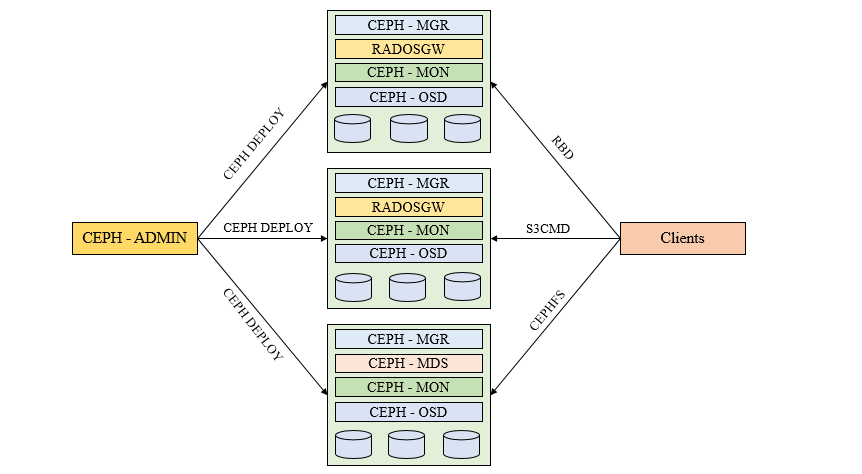 CEPH - MGR
RADOSGW
CEPH - MON
CEPH - OSD
CEPH DEPLOY
RBD
CEPH - MGR
RADOSGW
CEPH - MON
CEPH - OSD
CEPH - ADMIN
CEPH DEPLOY
S3CMD
Clients
CEPH DEPLOY
CEPHFS
CEPH - MGR
CEPH - MDS
CEPH - MON
CEPH - OSD